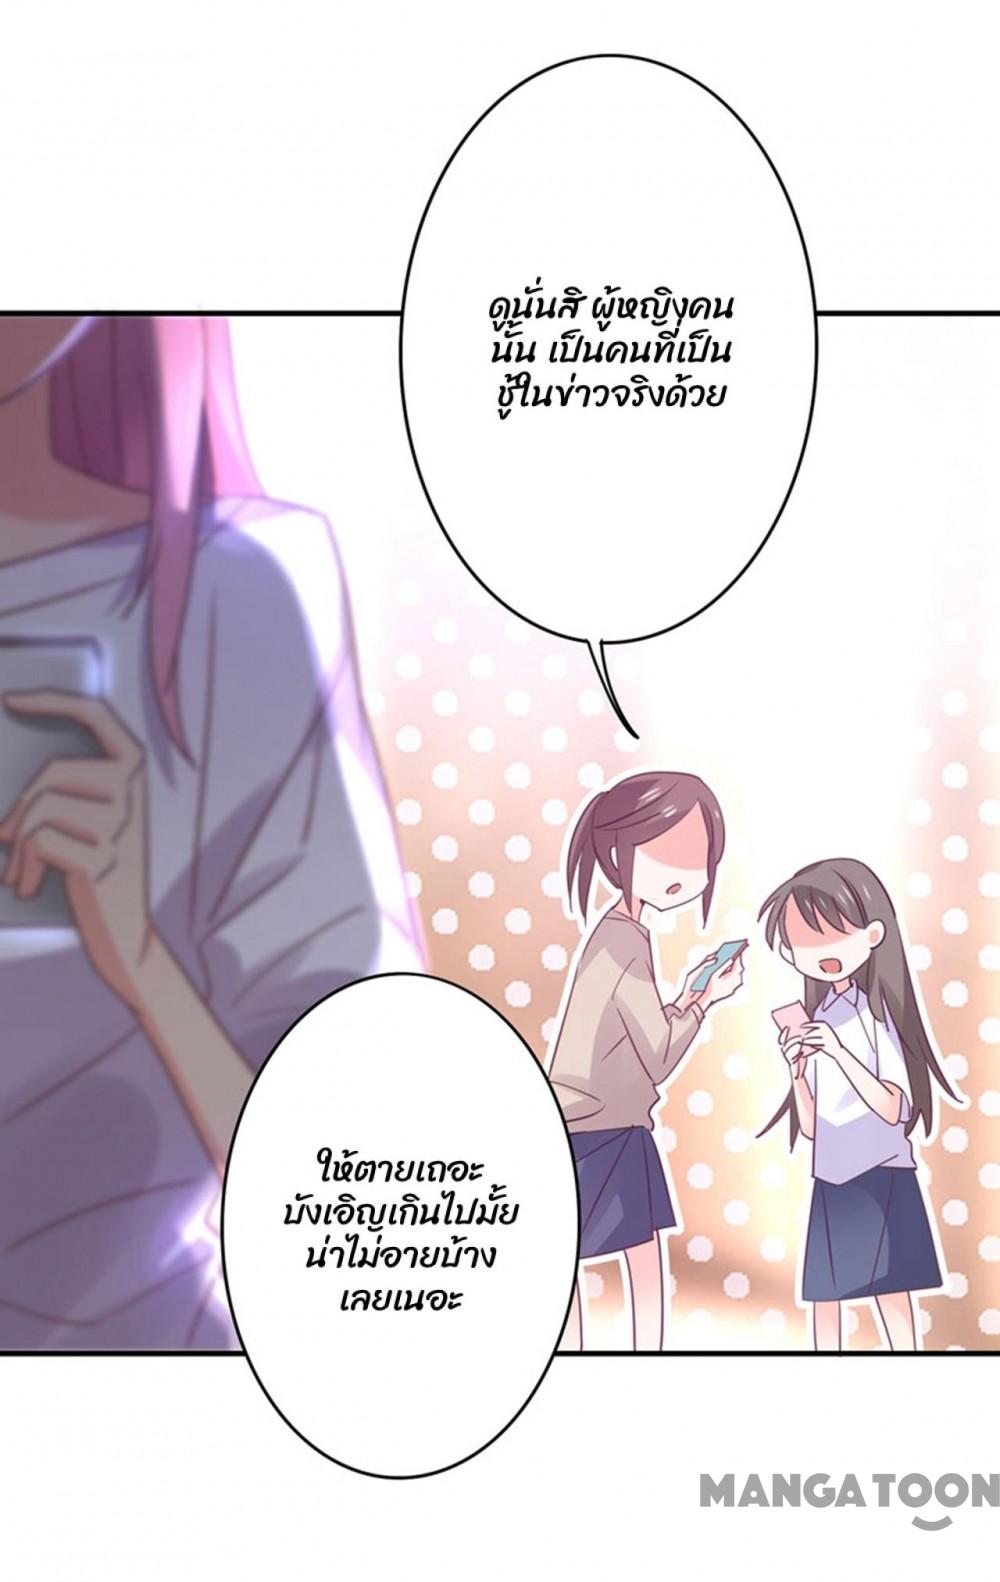 ดูนั่นสิ ผู้หญิงคน
นั้น เป็นคนที่เป็น
ชู้ในข่าวจริงด้วย
ให้ตายเถอะ
บังเอิญเกินไปมั้ย
น่าไม่อายบ้าง
เลยเนอะ
MANGATOON